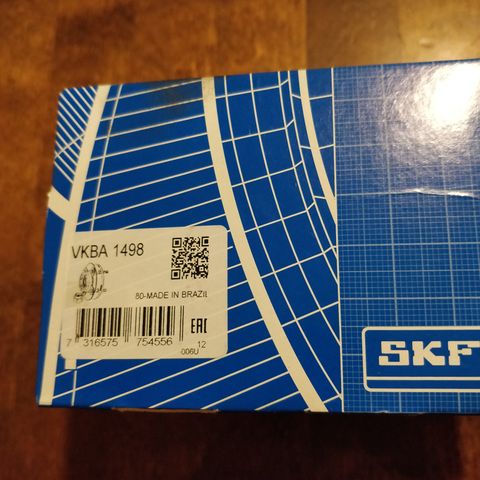 VKBA 1498
80-MADE IN BRAZIL
7 316575 754556
EAC
12
006U
SKF